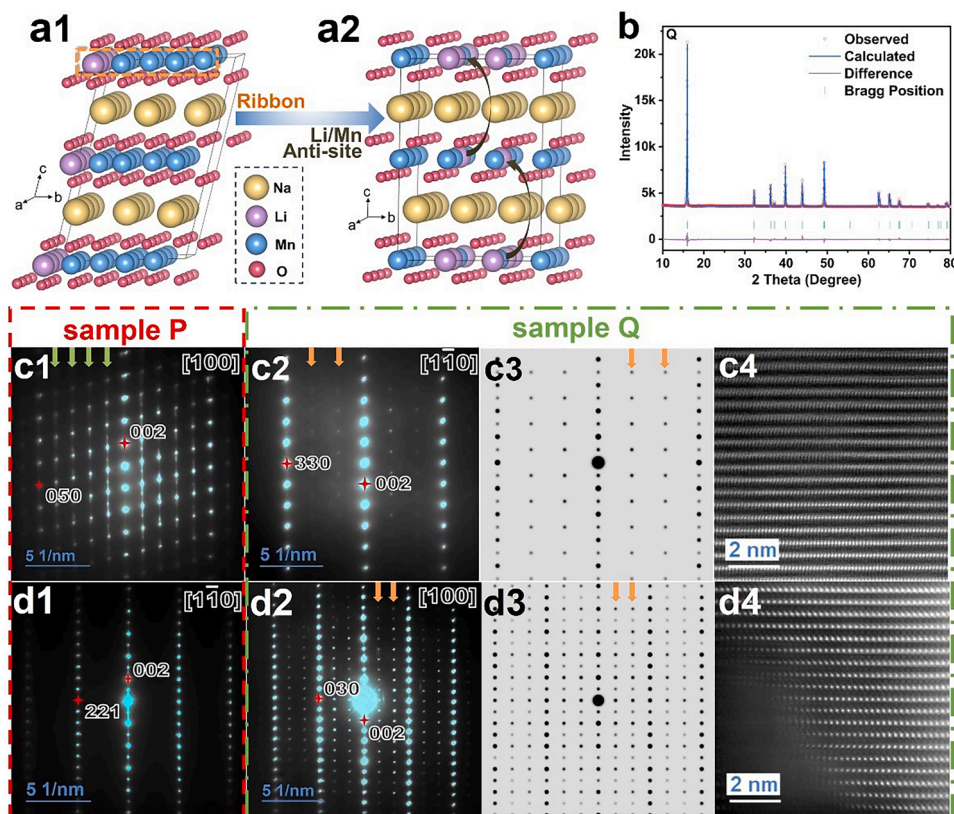 a1
a2
b
Ribbon
Li/Mn
Anti-site
c
a
b
c
a
b
Na
Li
Mn
O
Q
Observed
Calculated
Difference
Bragg Position
20k
15k
10k
5k
0
Intensity
10 20 30 40 50 60 70 80
2 Theta (Degree)
sample P
sample Q
c1
[100]
002
050
5 1/nm
c2
[11̄0]
330
002
5 1/nm
c3
c4
2 nm
d1
[11̄0]
002
221
5 1/nm
d2
[100]
030
002
5 1/nm
d3
d4
2 nm